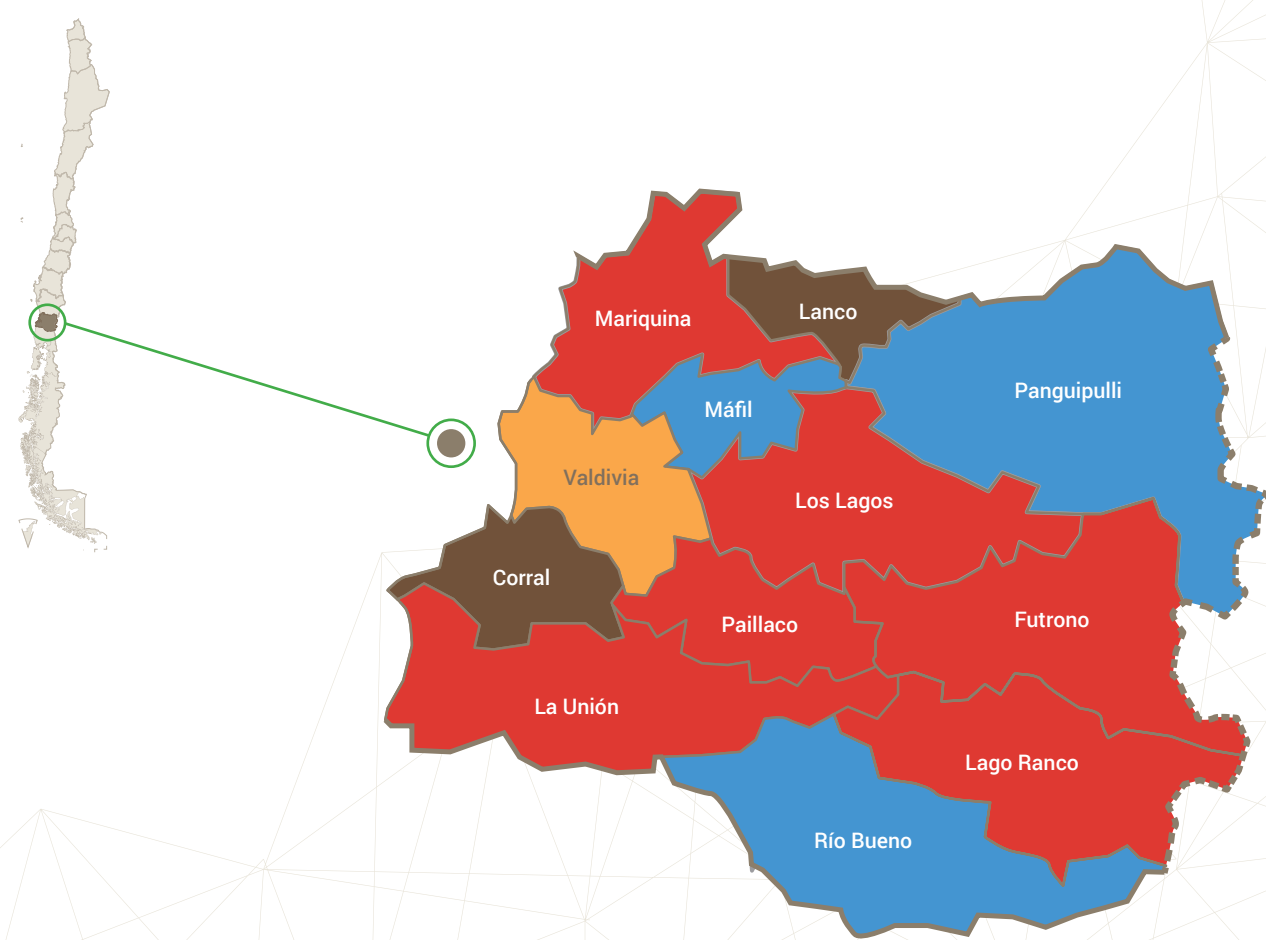 Lanco
Mariquina
Panguipulli
Máfil
Valdivia
Los Lagos
Corral
Paillaco
Futrono
La Unión
Lago Ranco
Río Bueno